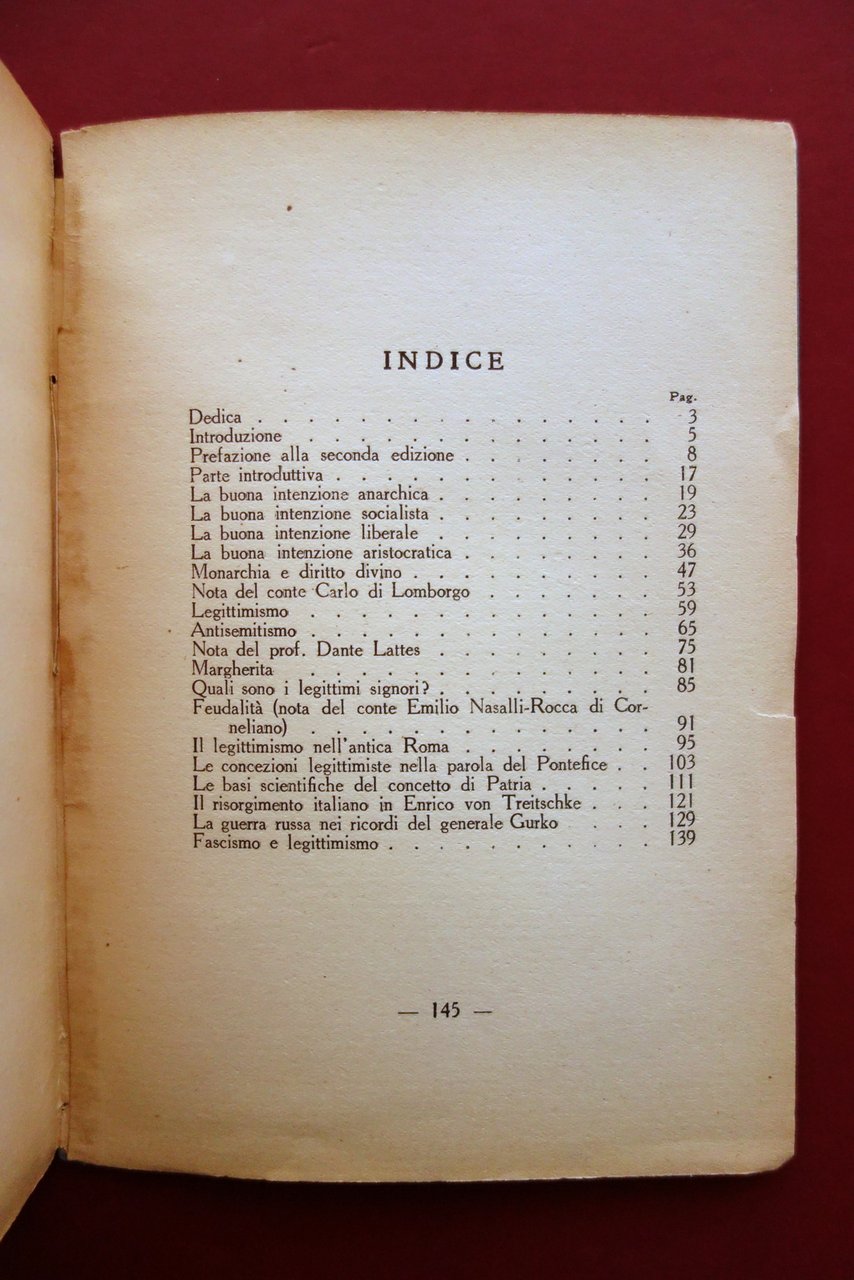 INDICE
Pag.
Dedica . . . . . . . . . . . . . . . . 3
Introduzione . . . . . . . . . . . . . . 5
Prefazione alla seconda edizione . . . . . . . . 8
Parte introduttiva . . . . . . . . . . . . . 17
La buona intenzione anarchica . . . . . . . . . 19
La buona intenzione socialista . . . . . . . . . 23
La buona intenzione liberale . . . . . . . . . 29
La buona intenzione aristocratica . . . . . . . . 36
Monarchia e diritto divino . . . . . . . . . . 47
Nota del conte Carlo di Lomborgo . . . . . . . 53
Legittimismo . . . . . . . . . . . . . . 59
Antisemitismo . . . . . . . . . . . . . . 65
Nota del prof. Dante Lattes . . . . . . . . . 75
Margherita . . . . . . . . . . . . . . 81
Quali sono i legittimi signori? . . . . . . . . . 85
Feudalità (nota del conte Emilio Nasalli-Rocca di Cor-
neliano) . . . . . . . . . . . . . . 91
Il legittimismo nell'antica Roma . . . . . . . . 95
Le concezioni legittimiste nella parola del Pontefice . . 103
Le basi scientifiche del concetto di Patria . . . . . 111
Il risorgimento italiano in Enrico von Treitschke . . . 121
La guerra russa nei ricordi del generale Gurko . . . 129
Fascismo e legittimismo . . . . . . . . . . . 139
— 145 —